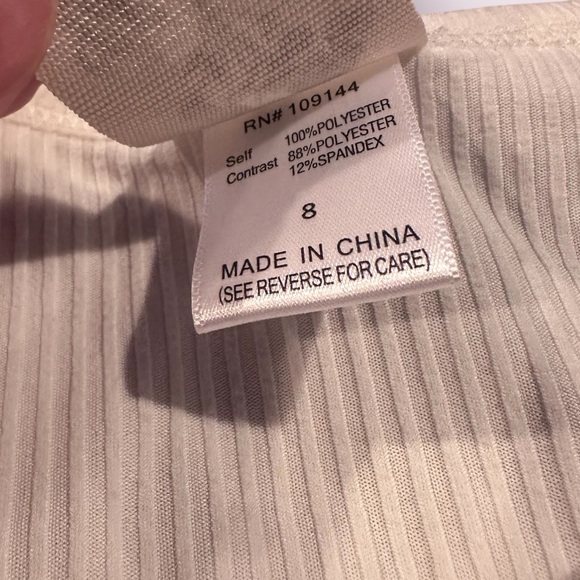 RN# 109144
Self 100%POLYESTER
Contrast 88%POLYESTER
12%SPANDEX
8
MADE IN CHINA
(SEE REVERSE FOR CARE)